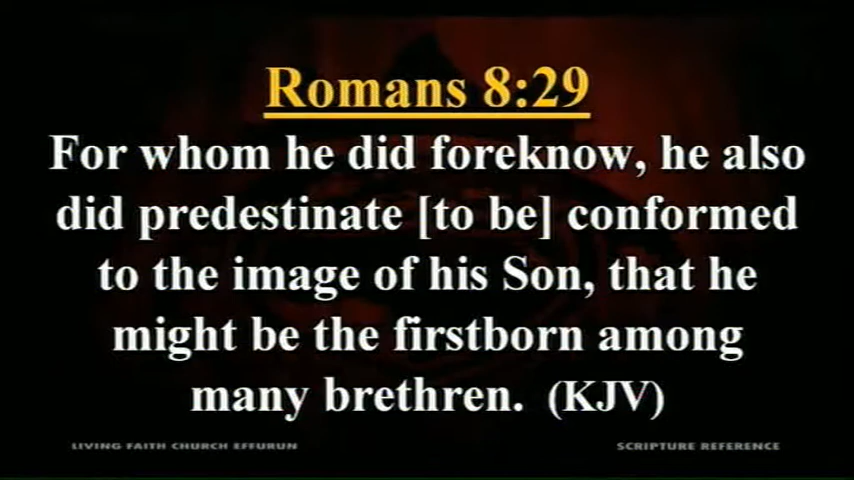 Romans 8:29
For whom he did foreknow, he also
did predestinate [to be] conformed
to the image of his Son, that he
might be the firstborn among
many brethren. (KJV)
LIVING FAITH CHURCH EFFURUN
SCRIPTURE REFERENCE